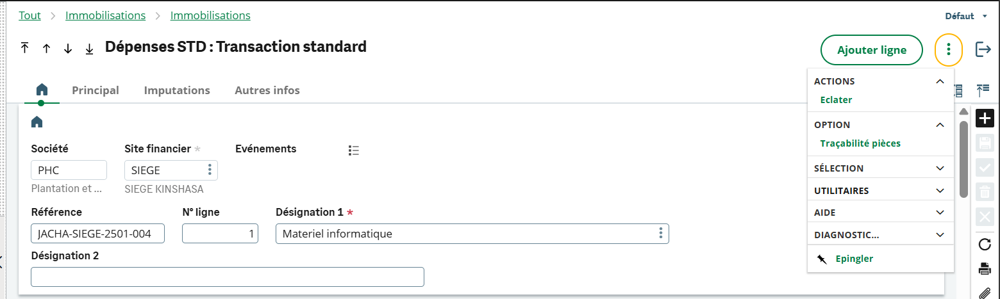 Tout > Immobilisations > Immobilisations
Défaut
Dépenses STD : Transaction standard
Ajouter ligne
Principal Imputations Autres infos
ACTIONS
Eclater
OPTION
Traçabilité pièces
SÉLECTION
UTILITAIRES
AIDE
DIAGNOSTIC...
Epingler
Société Site financier * Evénements
PHC SIEGE
Plantation et ... SIEGE KINSHASA
Référence N° ligne Désignation 1 *
JACHA-SIEGE-2501-004 1 Materiel informatique
Désignation 2